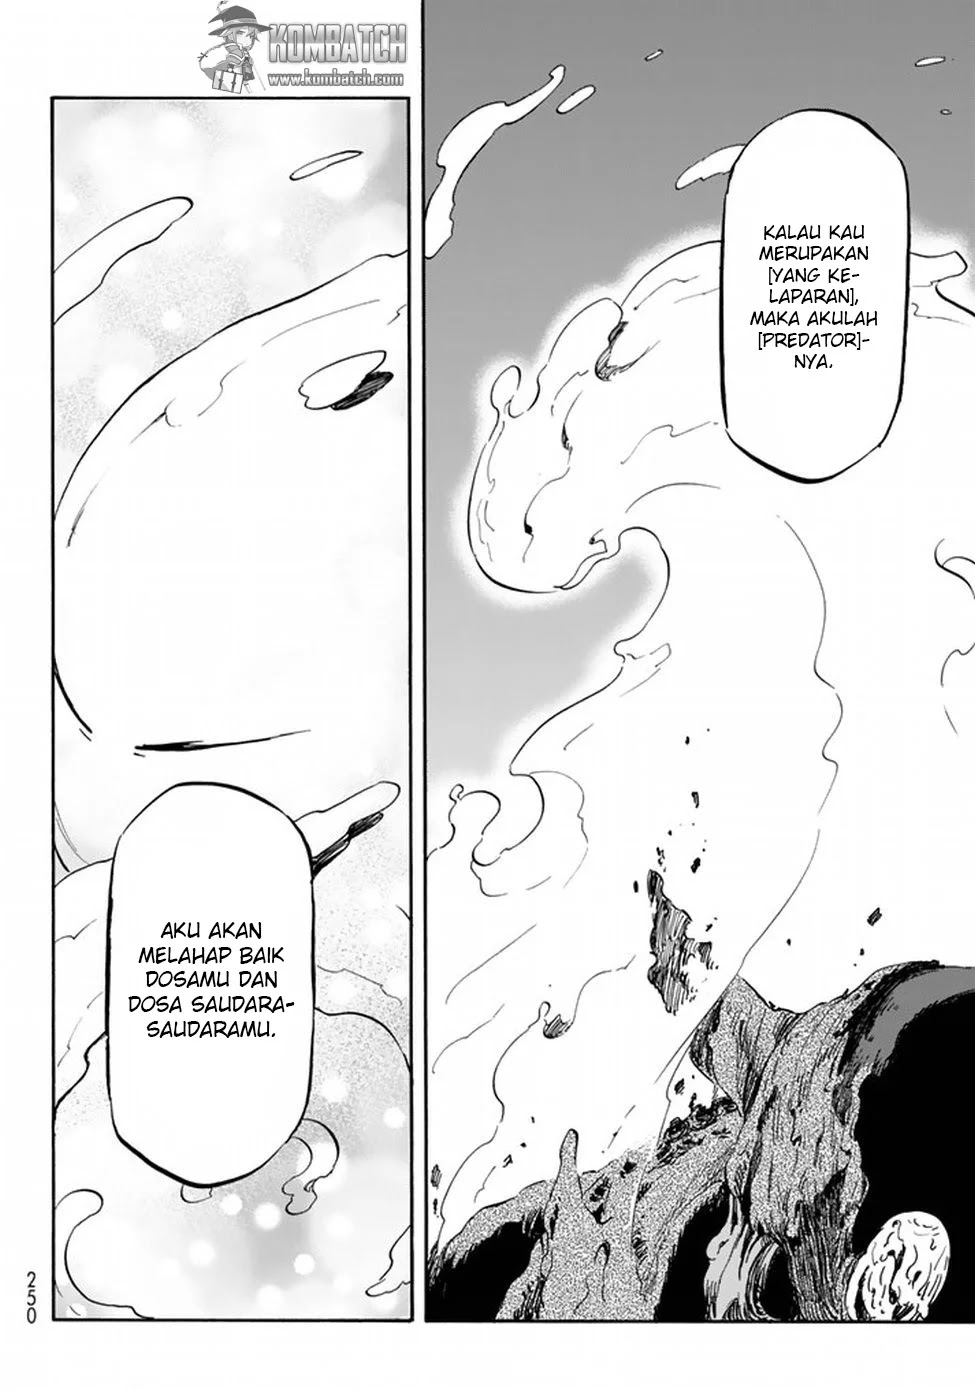 KOMBATCH
www.kombatch.com
KALAU KAU
MERUPAKAN
[YANG KE-
LAPARAN],
MAKA AKULAH
[PREDATOR]-
NYA.
AKU AKAN
MELAHAP BAIK
DOSAMU DAN
DOSA SAUDARA-
SAUDARAMU.
250